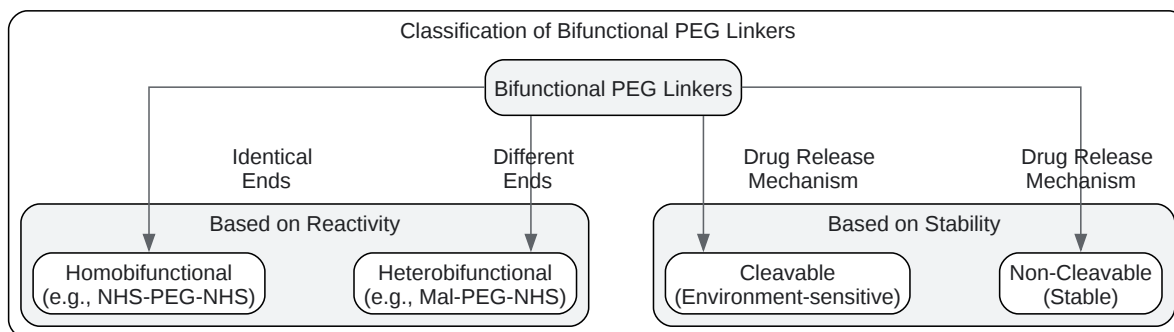 Classification of Bifunctional PEG Linkers
Bifunctional PEG Linkers
Identical
Ends
Different
Ends
Drug Release
Mechanism
Drug Release
Mechanism
Based on Reactivity
Based on Stability
Homobifunctional
(e.g., NHS-PEG-NHS)
Heterobifunctional
(e.g., Mal-PEG-NHS)
Cleavable
(Environment-sensitive)
Non-Cleavable
(Stable)